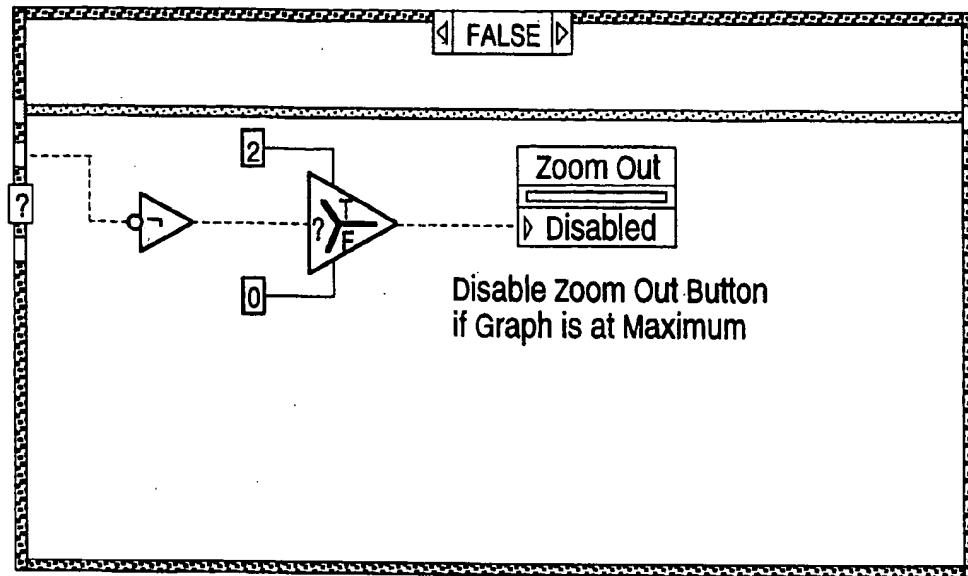 FALSE
2
Zoom Out
?
? T
F
Disabled
0
Disable Zoom Out Button
if Graph is at Maximum